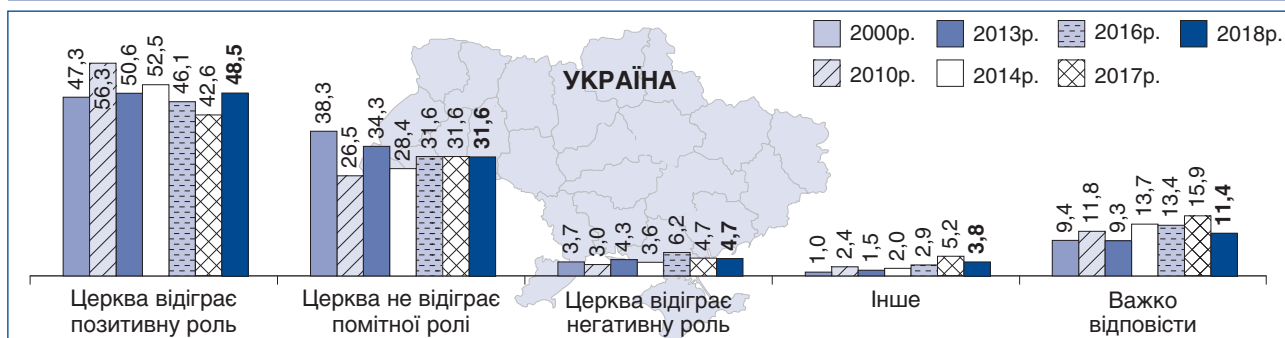 2000р. 2013р. 2016р. 2018р.
2010р. 2014р. 2017р.
УКРАЇНА
47,3 56,3 50,6 52,5 46,1 42,6 48,5
38,3 26,5 34,3 28,4 31,6 31,6 31,6
3,7 3,0 4,3 3,6 6,2 4,7 4,7
1,0 2,4 1,5 2,0 2,9 5,2 3,8
9,4 11,8 9,3 13,7 13,4 15,9 11,4
Церква відіграє
позитивну роль
Церква не відіграє
помітної ролі
Церква відіграє
негативну роль
Інше
Важко
відповісти